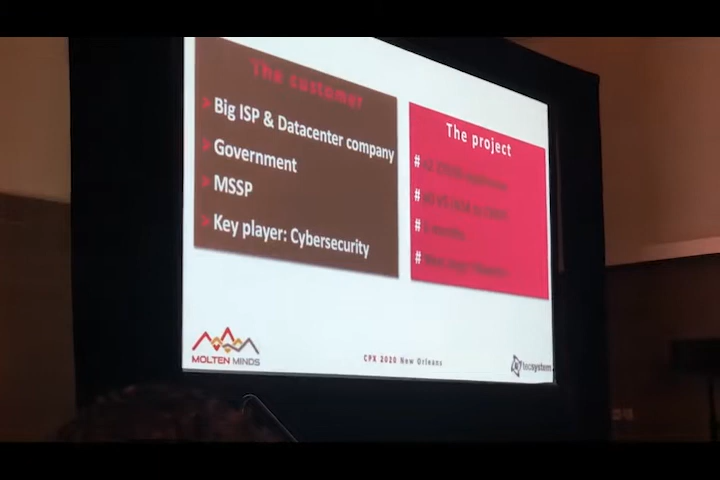 The customer
> Big ISP & Datacenter company
> Government
> MSSP
> Key player: Cybersecurity
The project
#
#
#
#
MOLTEN MINDS
CPX 2020 New Orleans
tecsystem